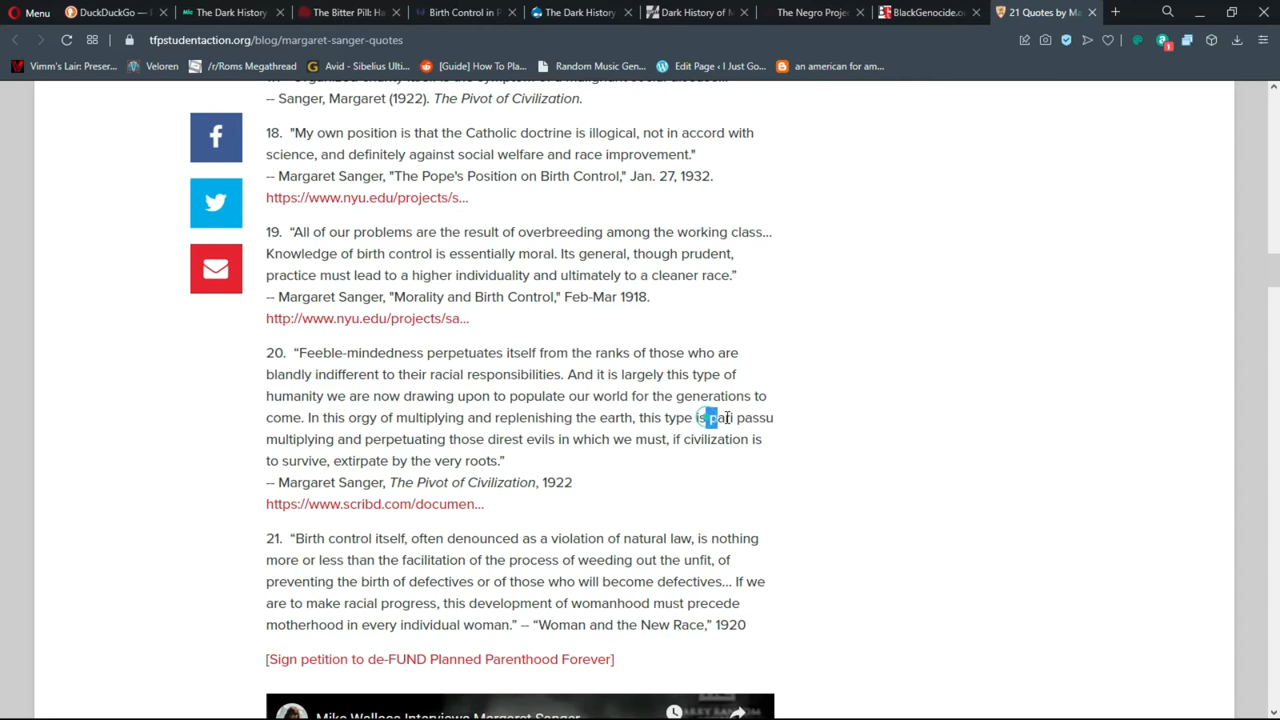 Menu
DuckDuckGo —
The Dark History
The Bitter Pill: Ha
Birth Control in P
The Dark History
Dark History of M
The Negro Proje
BlackGenocide.o
21 Quotes by Ma
tfpstudentaction.org/blog/margaret-sanger-quotes
Vimm's Lair: Preser...
Veloren
/r/Roms Megathread
Avid - Sibelius Ulti...
[Guide] How To Pla...
Random Music Gen...
Edit Page ‹ I Just Go...
an american for am...
-- Sanger, Margaret (1922). The Pivot of Civilization.
18. "My own position is that the Catholic doctrine is illogical, not in accord with
science, and definitely against social welfare and race improvement."
-- Margaret Sanger, "The Pope's Position on Birth Control," Jan. 27, 1932.
https://www.nyu.edu/projects/s...
19. “All of our problems are the result of overbreeding among the working class...
Knowledge of birth control is essentially moral. Its general, though prudent,
practice must lead to a higher individuality and ultimately to a cleaner race.”
-- Margaret Sanger, "Morality and Birth Control," Feb-Mar 1918.
http://www.nyu.edu/projects/sa...
20. “Feeble-mindedness perpetuates itself from the ranks of those who are
blandly indifferent to their racial responsibilities. And it is largely this type of
humanity we are now drawing upon to populate our world for the generations to
come. In this orgy of multiplying and replenishing the earth, this type is pari passu
multiplying and perpetuating those direst evils in which we must, if civilization is
to survive, extirpate by the very roots.”
-- Margaret Sanger, The Pivot of Civilization, 1922
https://www.scribd.com/documen...
21. “Birth control itself, often denounced as a violation of natural law, is nothing
more or less than the facilitation of the process of weeding out the unfit, of
preventing the birth of defectives or of those who will become defectives... If we
are to make racial progress, this development of womanhood must precede
motherhood in every individual woman.” -- “Woman and the New Race,” 1920
[Sign petition to de-FUND Planned Parenthood Forever]
Mike Wallace Interviews Margaret Sanger